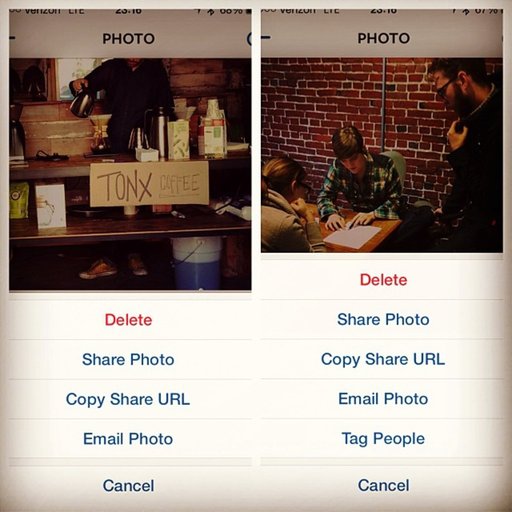 Verizon LTE 23:16 68%
PHOTO
TONX COFFEE
Delete
Share Photo
Copy Share URL
Email Photo
Cancel
Verizon LTE 23:16 67%
PHOTO
Delete
Share Photo
Copy Share URL
Email Photo
Tag People
Cancel